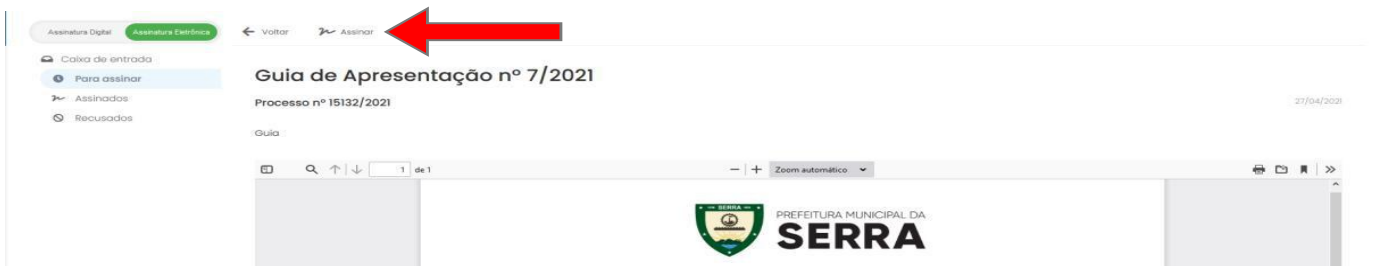 Assinatura Digital Assinatura Eletrônica
Voltar Assinar
Caixa de entrada
Para assinar
Assinados
Recusados
Guia de Apresentação nº 7/2021
Processo nº 15132/2021
27/04/2021
Guia
1 de 1
Zoom automático
SERRA
PREFEITURA MUNICIPAL DA
SERRA